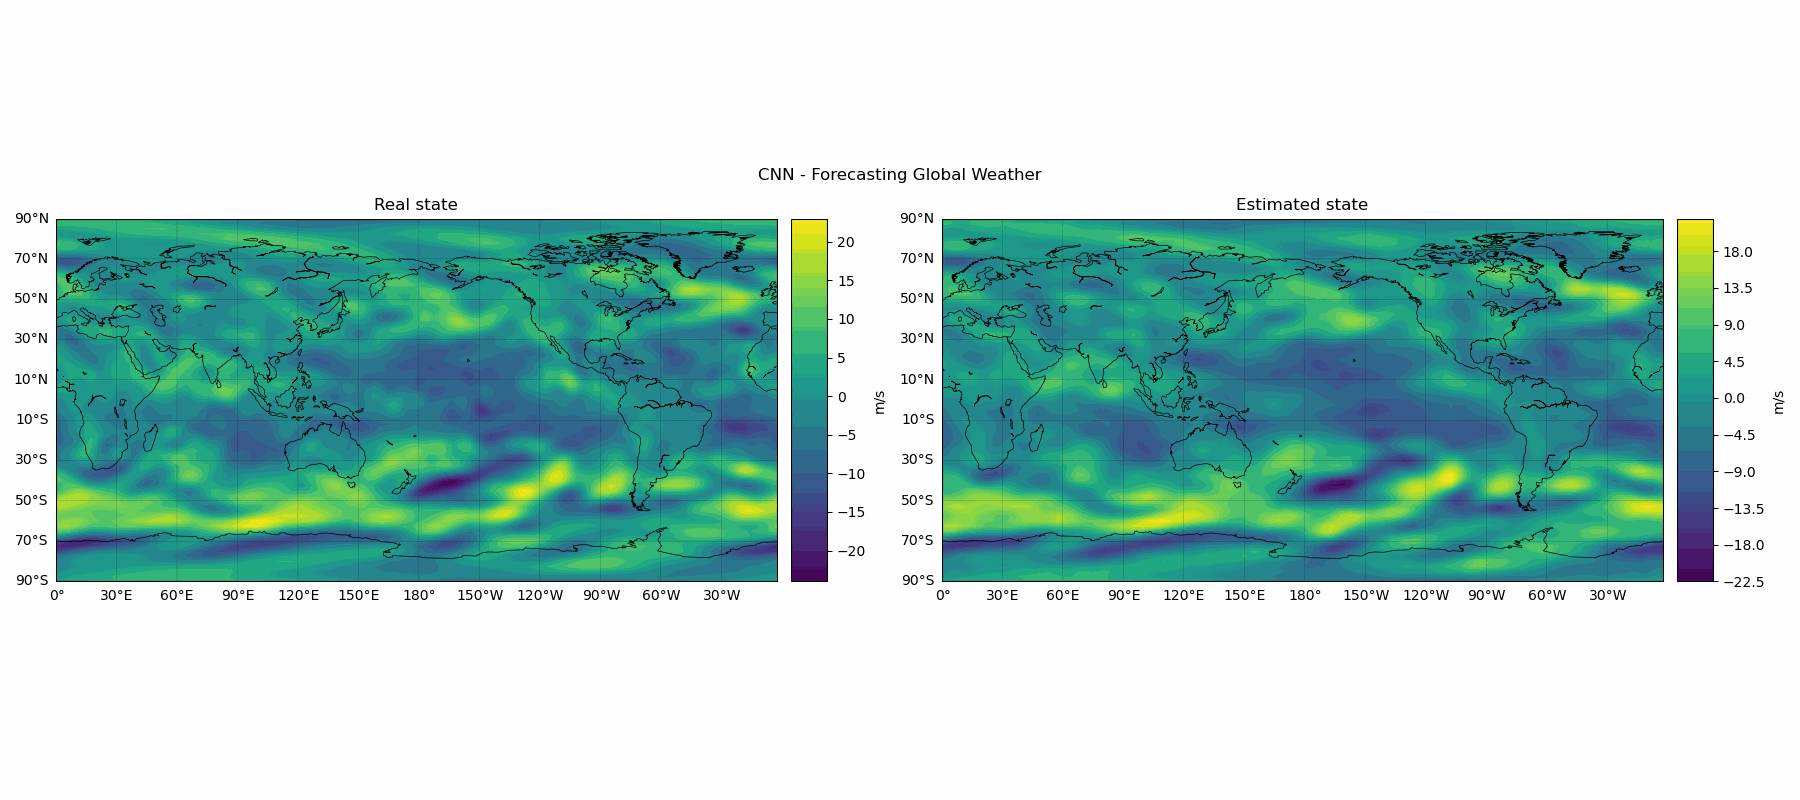 CNN - Forecasting Global Weather
Real state
90°N
70°N
50°N
30°N
10°N
10°S
30°S
50°S
70°S
90°S
0°
30°E
60°E
90°E
120°E
150°E
180°
150°W
120°W
90°W
60°W
30°W
20
15
10
5
0
−5
−10
−15
−20
m/s
Estimated state
90°N
70°N
50°N
30°N
10°N
10°S
30°S
50°S
70°S
90°S
0°
30°E
60°E
90°E
120°E
150°E
180°
150°W
120°W
90°W
60°W
30°W
18.0
13.5
9.0
4.5
0.0
−4.5
−9.0
−13.5
−18.0
−22.5
m/s